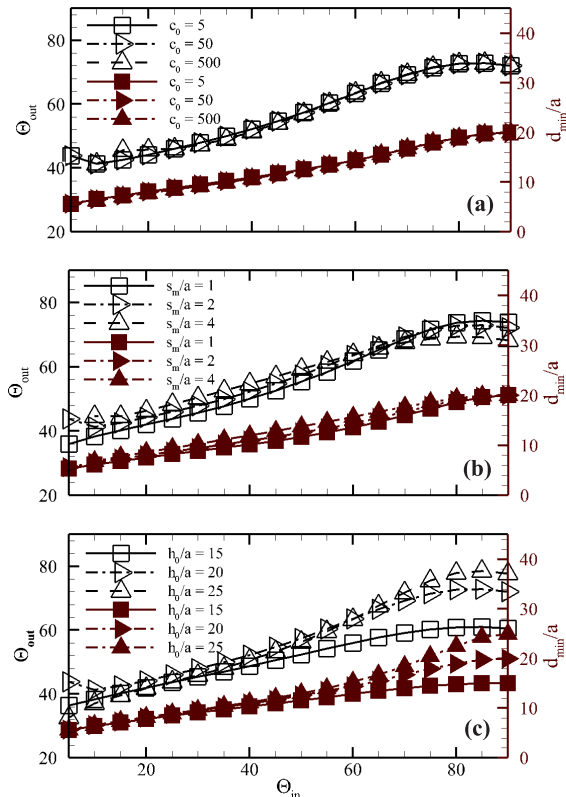 80
60
40
20
Θout
c0 = 5
c0 = 50
c0 = 500
c0 = 5
c0 = 50
c0 = 500
40
30
20
10
0
dmin/a
(a)
80
60
40
20
Θout
sm/a = 1
sm/a = 2
sm/a = 4
sm/a = 1
sm/a = 2
sm/a = 4
40
30
20
10
0
dmin/a
(b)
80
60
40
20
Θout
h0/a = 15
h0/a = 20
h0/a = 25
h0/a = 15
h0/a = 20
h0/a = 25
40
30
20
10
0
dmin/a
(c)
20
40
60
80
Θin